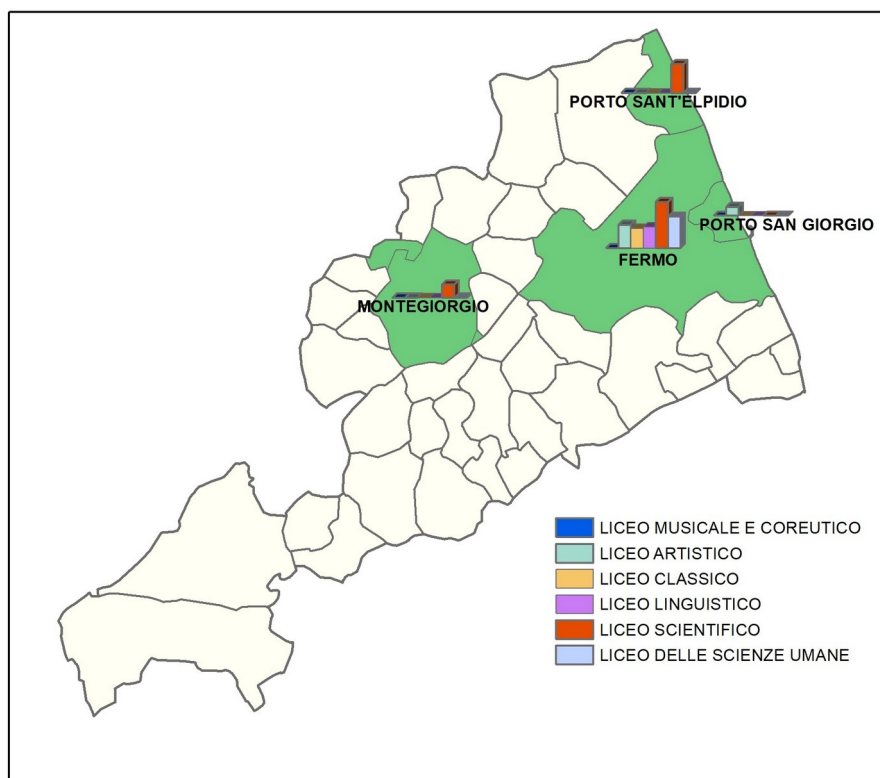 PORTO SANT'ELPIDIO
PORTO SAN GIORGIO
FERMO
MONTEGIORGIO
LICEO MUSICALE E COREUTICO
LICEO ARTISTICO
LICEO CLASSICO
LICEO LINGUISTICO
LICEO SCIENTIFICO
LICEO DELLE SCIENZE UMANE